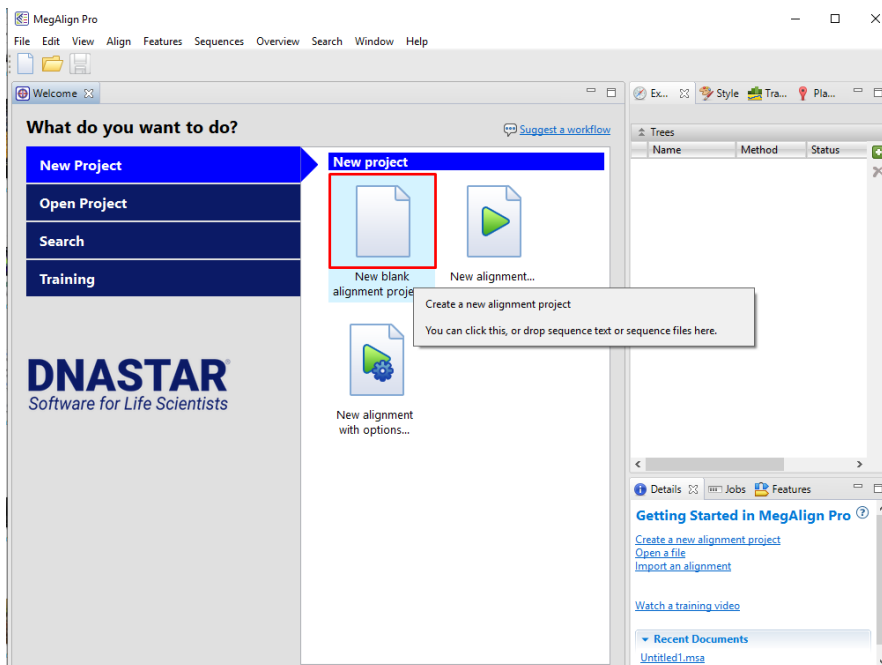 MegAlign Pro
File Edit View Align Features Sequences Overview Search Window Help
Welcome
What do you want to do?
Suggest a workflow
New Project
Open Project
Search
Training
DNASTAR®
Software for Life Scientists
New project
New blank
alignment proje
New alignment...
Create a new alignment project
You can click this, or drop sequence text or sequence files here.
New alignment
with options...
Ex... Style Tra... Pla...
Trees
Name Method Status
Details Jobs Features
Getting Started in MegAlign Pro
Create a new alignment project
Open a file
Import an alignment
Watch a training video
Recent Documents
Untitled1.msa